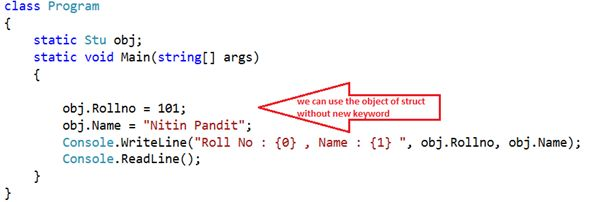 class Program
{
static Stu obj;
static void Main(string[] args)
{
obj.Rollno = 101;
we can use the object of struct
without new keyword
obj.Name = "Nitin Pandit";
Console.WriteLine("Roll No : {0} , Name : {1} ", obj.Rollno, obj.Name);
Console.ReadLine();
}
}